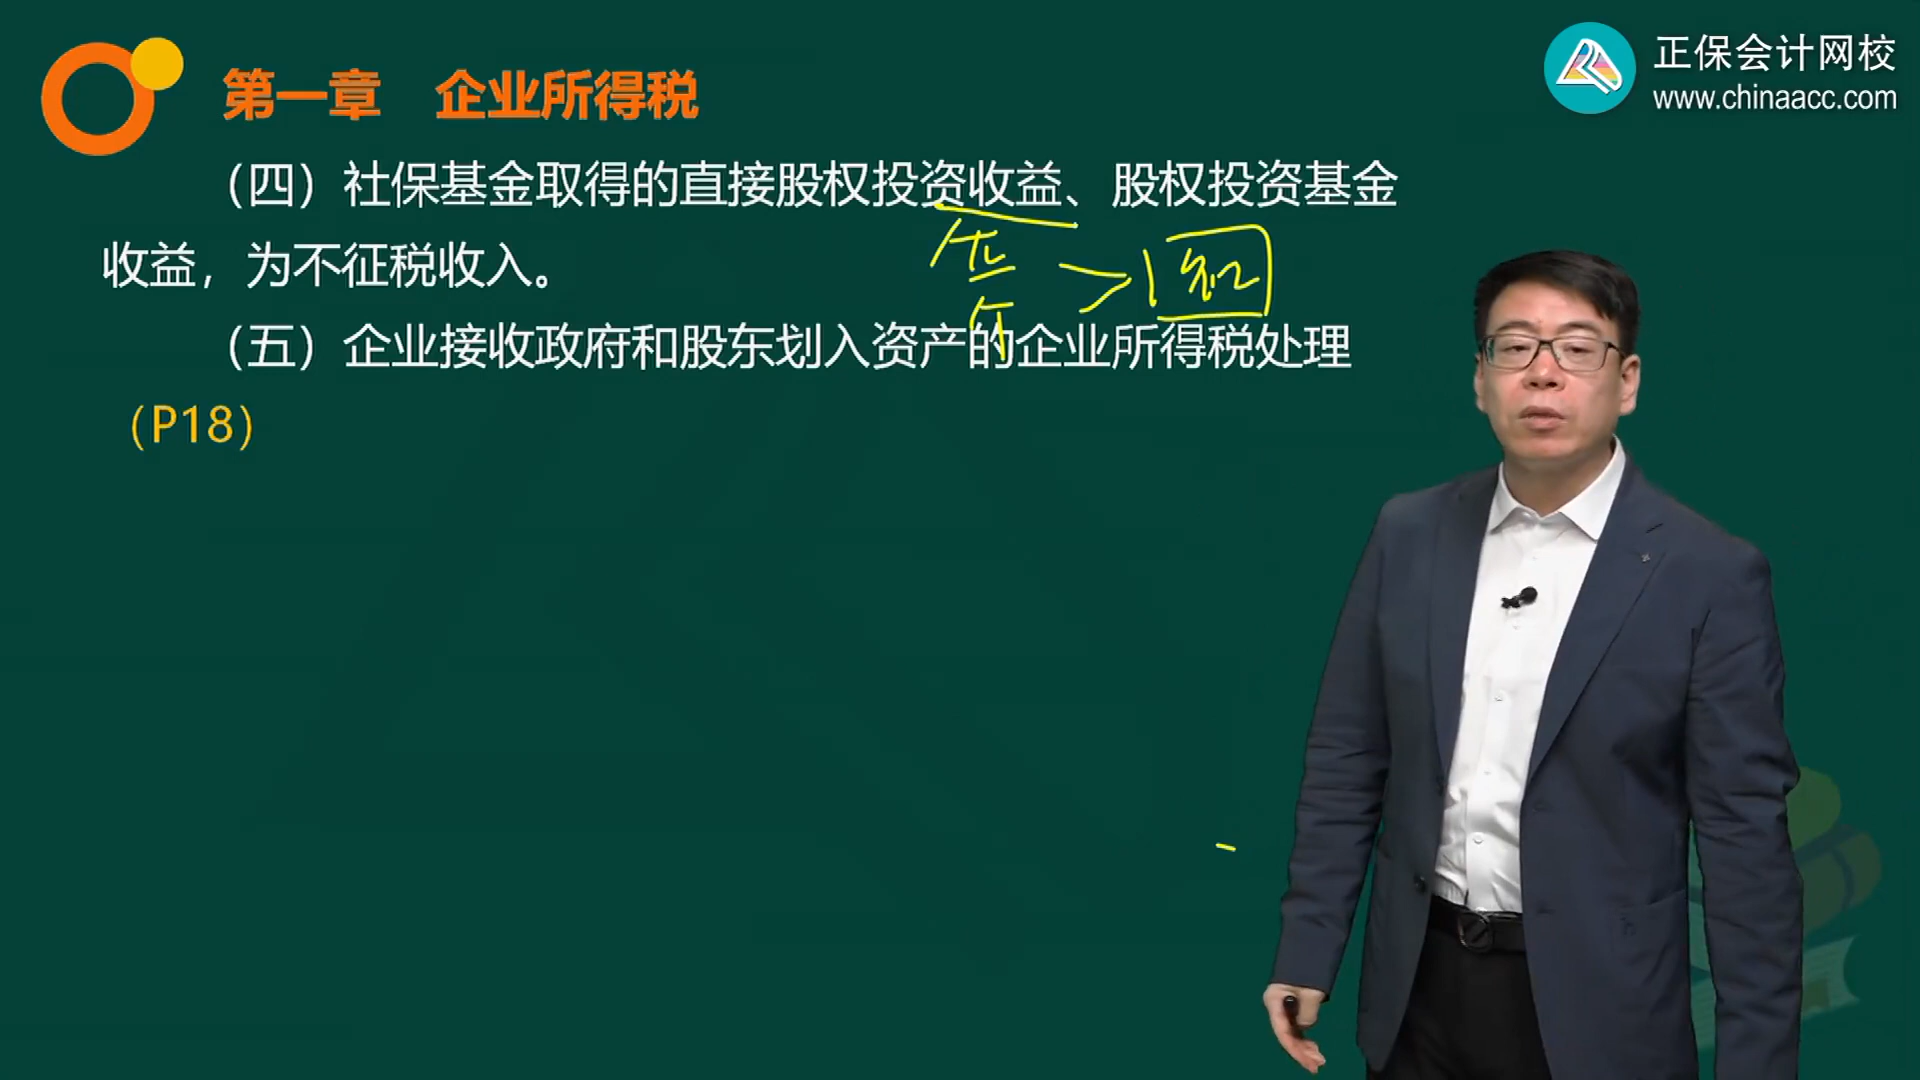 正保会计网校
www.chinaacc.com
第一章 企业所得税
（四）社保基金取得的直接股权投资收益、股权投资基金
收益，为不征税收入。
（五）企业接收政府和股东划入资产的企业所得税处理
（P18）